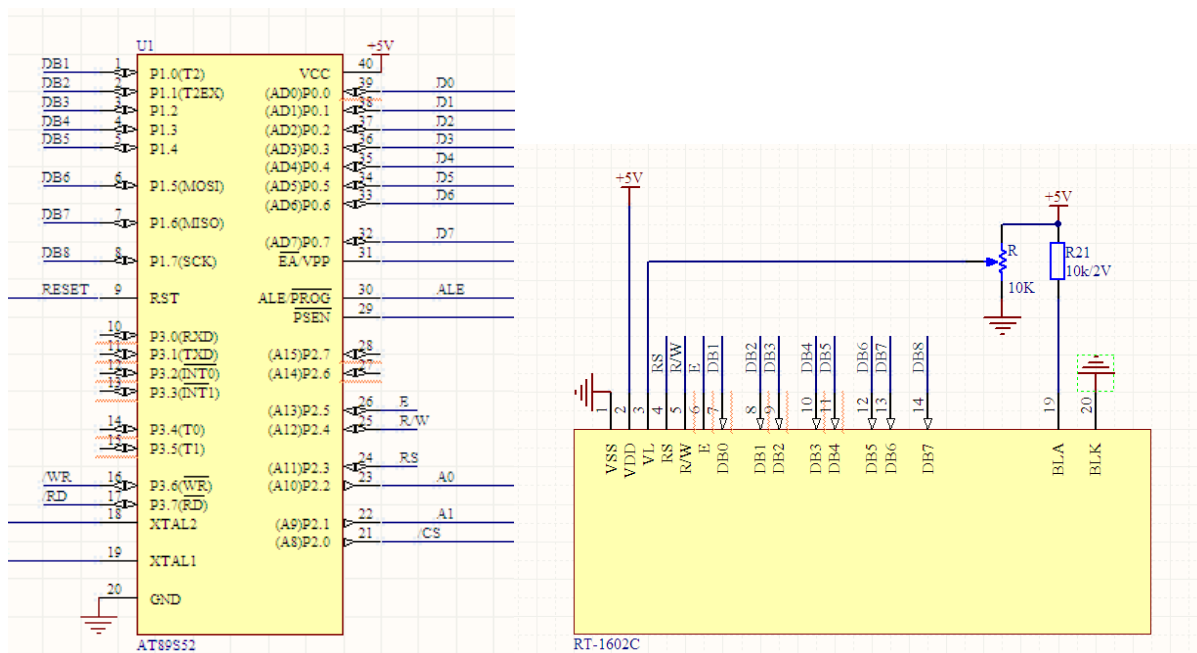 U1
+5V
DB1 1 P1.0(T2) VCC 40
DB2 2 P1.1(T2EX) (AD0)P0.0 39 D0
DB3 3 P1.2 (AD1)P0.1 38 D1
DB4 4 P1.3 (AD2)P0.2 37 D2
DB5 5 P1.4 (AD3)P0.3 36 D3
(AD4)P0.4 35 D4
DB6 6 P1.5(MOSI) (AD5)P0.5 34 D5
(AD6)P0.6 33 D6
DB7 7 P1.6(MISO) (AD7)P0.7 32 D7
DB8 8 P1.7(SCK) EA/VPP 31
RESET 9 RST ALE/PROG 30 ALE
PSEN 29
10 P3.0(RXD)
11 P3.1(TXD) (A15)P2.7 28
12 P3.2(INT0) (A14)P2.6 27
13 P3.3(INT1)
(A13)P2.5 26 E
14 P3.4(T0) (A12)P2.4 25 R/W
15 P3.5(T1)
(A11)P2.3 24 RS
/WR 16 P3.6(WR) (A10)P2.2 23 A0
/RD 17 P3.7(RD)
18 XTAL2 (A9)P2.1 22 A1
(A8)P2.0 21 /CS
19 XTAL1
20 GND
AT89S52
+5V
+5V
R
10K
R21
10k/2V
RS R/W E DB1 DB2 DB3 DB4 DB5 DB6 DB7 DB8
1 2 3 4 5 6 7 8 9 10 11 12 13 14 19 20
VSS VDD VL RS R/W E DB0 DB1 DB2 DB3 DB4 DB5 DB6 DB7 BLA BLK
RT-1602C